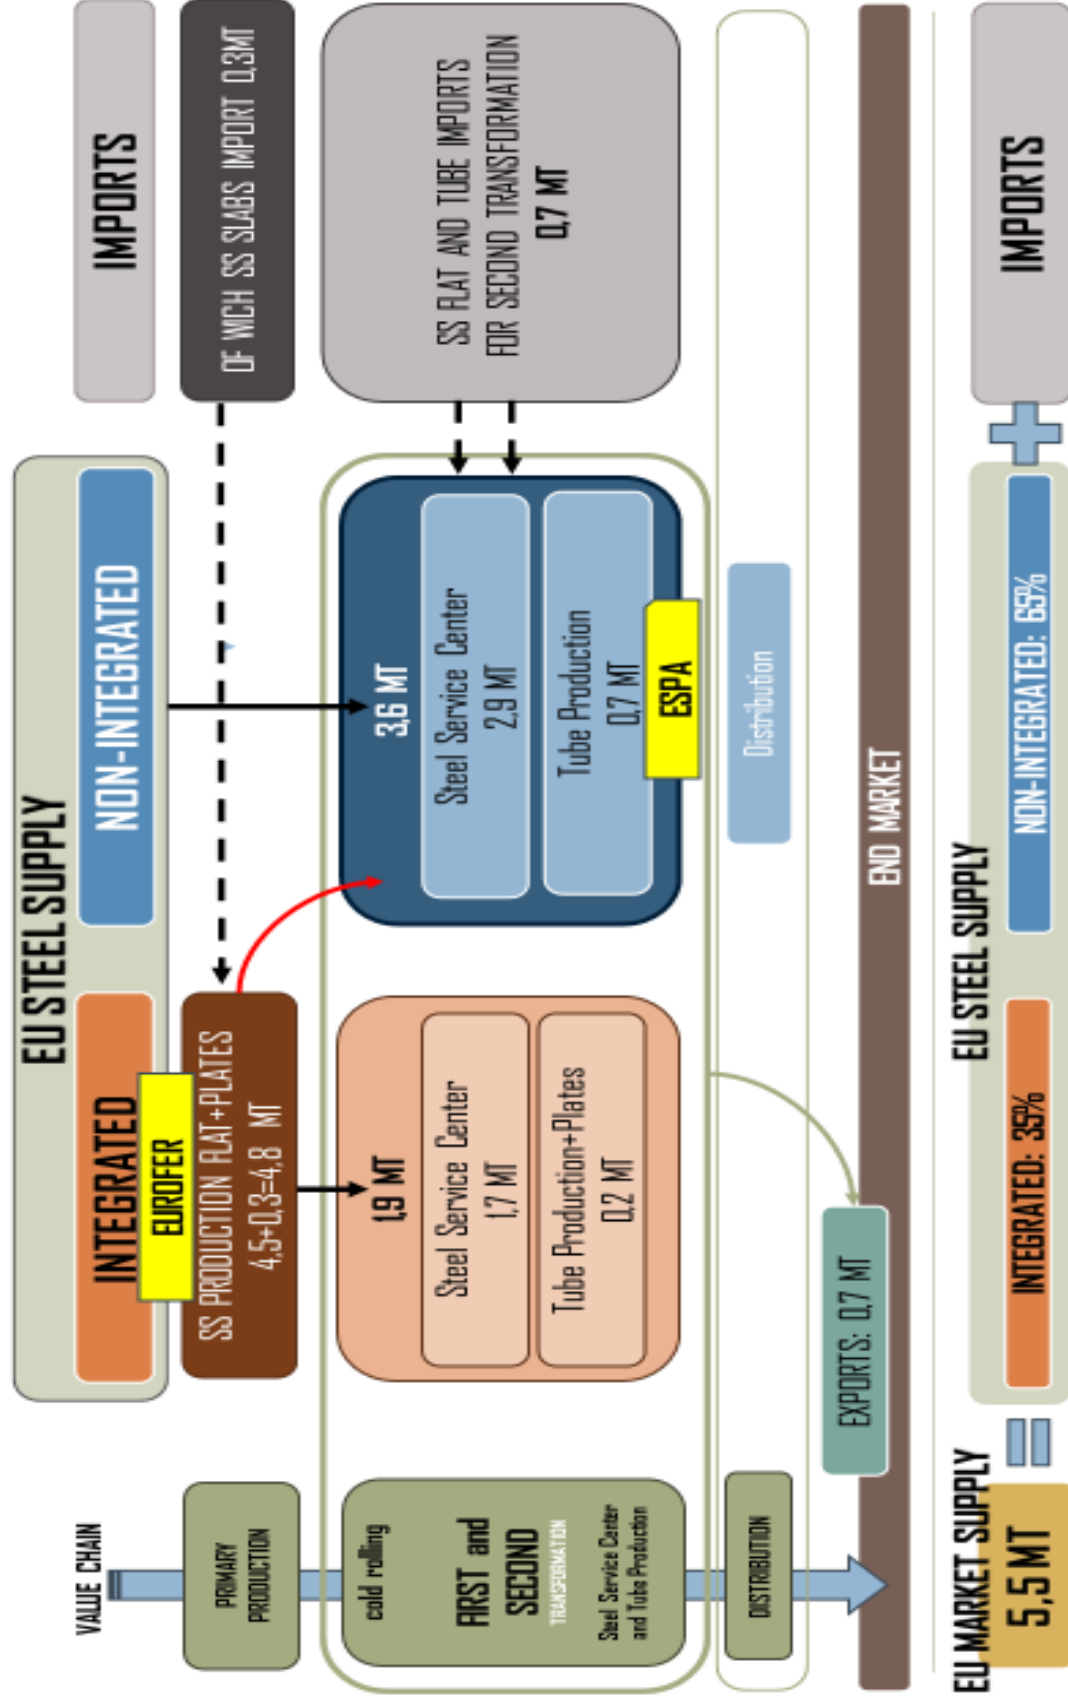 EU STEEL SUPPLY
IMPORTS
INTEGRATED
NON-INTEGRATED
EUROFER
VALUE CHAIN
PRIMARY
PRODUCTION
SS PRODUCTION FLAT+PLATES
4,5+0,3=4,8 MT
OF WICH SS SLABS IMPORT 0,3MT
cold rolling
FIRST and
SECOND
TRANSFORMATION
Steel Service Center
and Tube Production
1,9 MT
Steel Service Center
1,7 MT
Tube Production+Plates
0,2 MT
3,6 MT
Steel Service Center
2,9 MT
Tube Production
0,7 MT
ESPA
SS FLAT AND TUBE IMPORTS
FOR SECOND TRANSFORMATION
0,7 MT
DISTRIBUTION
Distribution
EXPORTS: 0,7 MT
END MARKET
EU MARKET SUPPLY
5,5 MT
EU STEEL SUPPLY
INTEGRATED: 35%
NON-INTEGRATED: 65%
IMPORTS